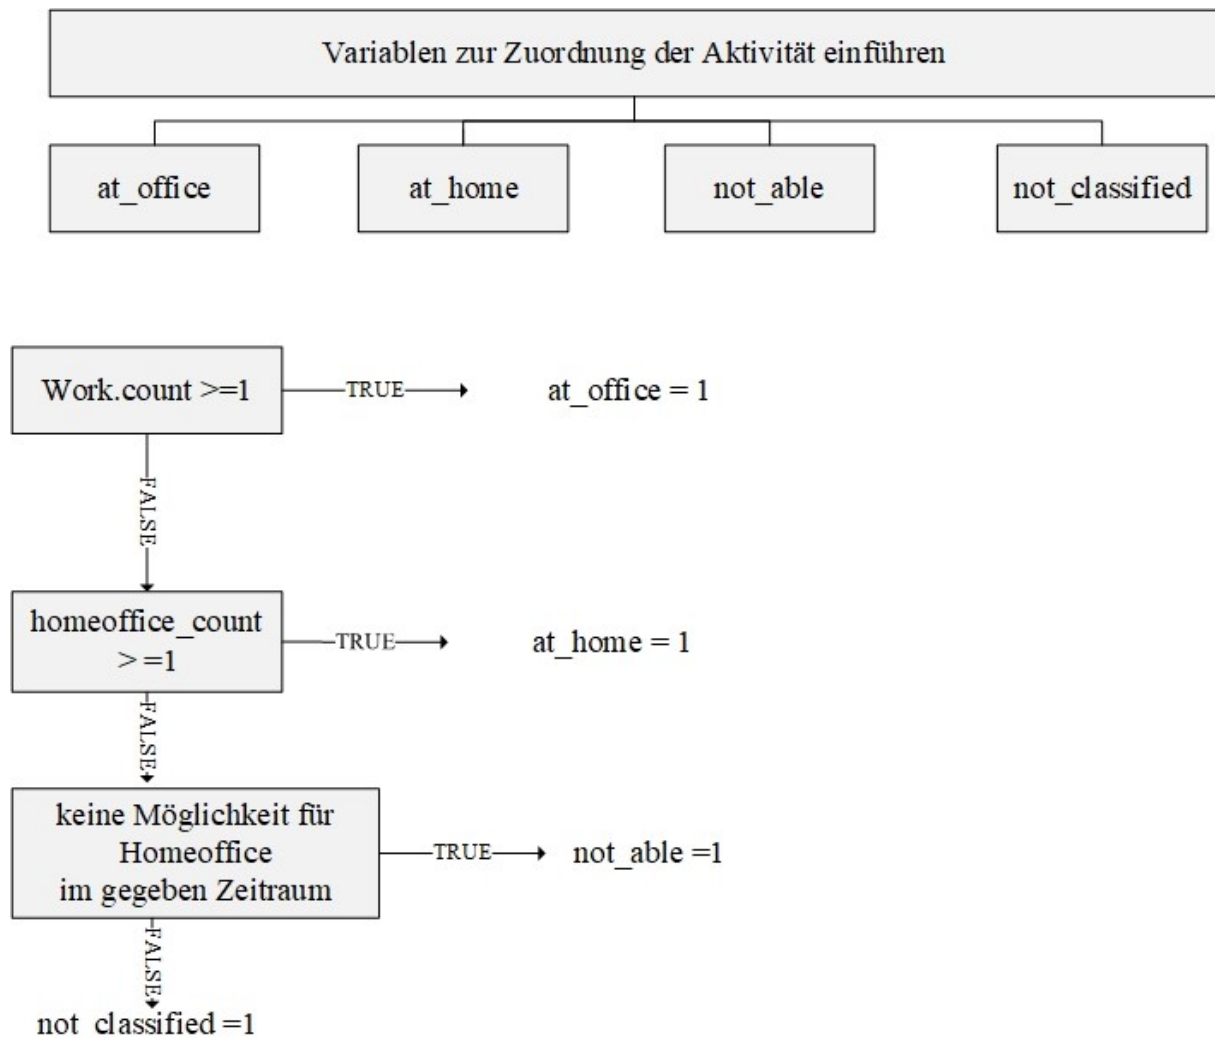 Variablen zur Zuordnung der Aktivität einführen
at_office
at_home
not_able
not_classified
Work.count >=1
TRUE
at_office = 1
FALSE
homeoffice_count
> =1
TRUE
at_home = 1
FALSE
keine Möglichkeit für
Homeoffice
im gegeben Zeitraum
TRUE
not_able =1
FALSE
not_classified =1